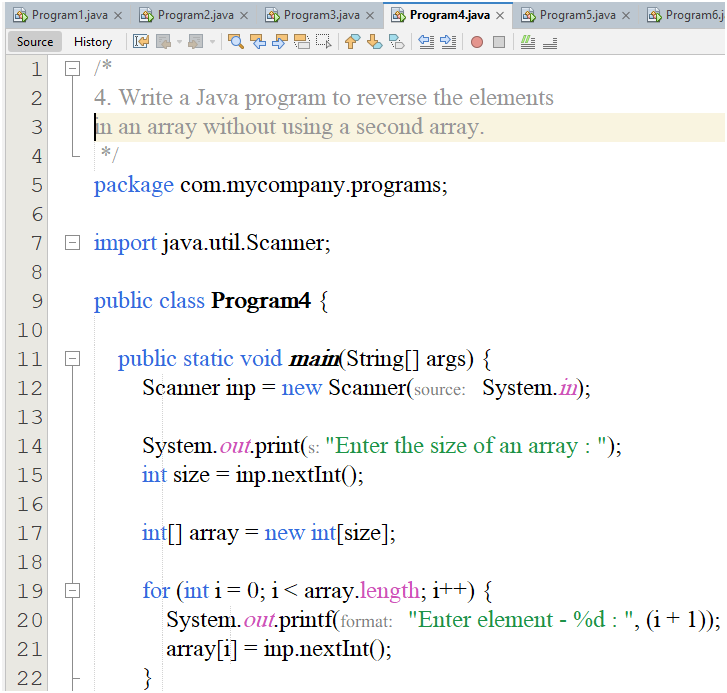 Program1.java × Program2.java × Program3.java × Program4.java × Program5.java × Program6.j
Source History
1 /*
2 4. Write a Java program to reverse the elements
3 in an array without using a second array.
4 */
5 package com.mycompany.programs;
6
7 import java.util.Scanner;
8
9 public class Program4 {
10
11 public static void main(String[] args) {
12 Scanner inp = new Scanner(source: System.in);
13
14 System.out.print(s: "Enter the size of an array : ");
15 int size = inp.nextInt();
16
17 int[] array = new int[size];
18
19 for (int i = 0; i < array.length; i++) {
20 System.out.printf(format: "Enter element - %d : ", (i + 1));
21 array[i] = inp.nextInt();
22 }